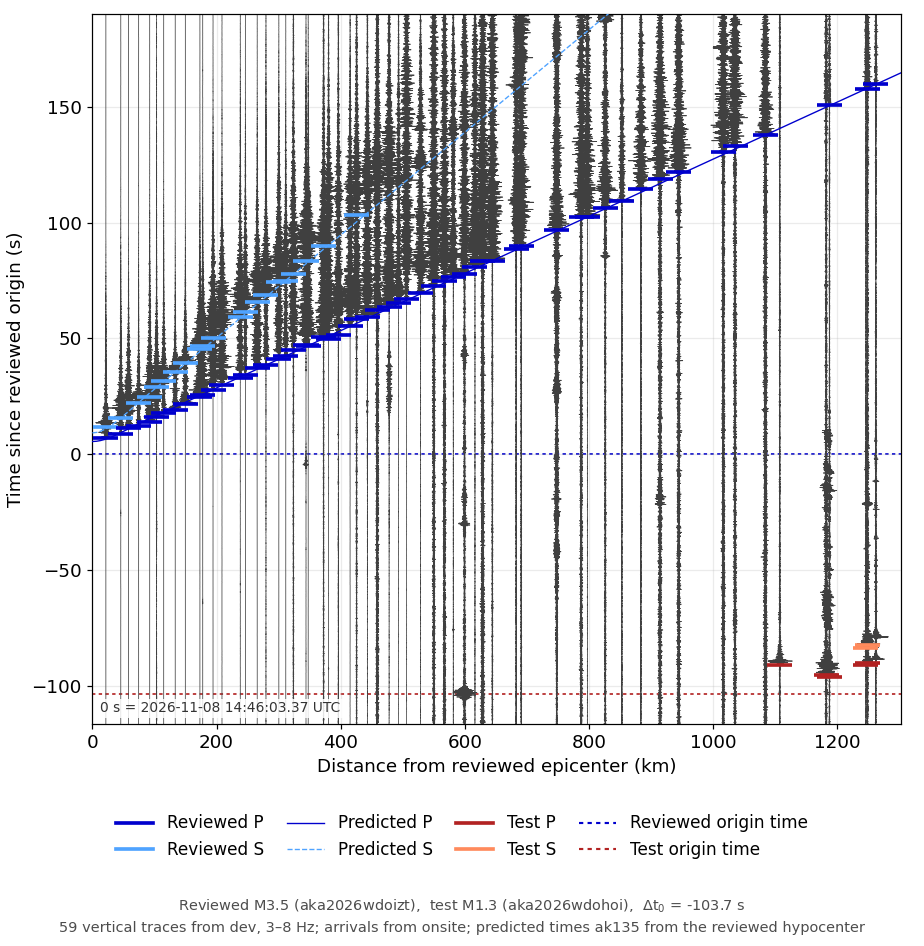 150
100
50
0
−50
−100
Time since reviewed origin (s)
0 s = 2026-11-08 14:46:03.37 UTC
0 200 400 600 800 1000 1200
Distance from reviewed epicenter (km)
Reviewed P Predicted P Test P Reviewed origin time
Reviewed S Predicted S Test S Test origin time
Reviewed M3.5 (aka2026wdoizt), test M1.3 (aka2026wdohoi), Δt₀ = -103.7 s
59 vertical traces from dev, 3–8 Hz; arrivals from onsite; predicted times ak135 from the reviewed hypocenter